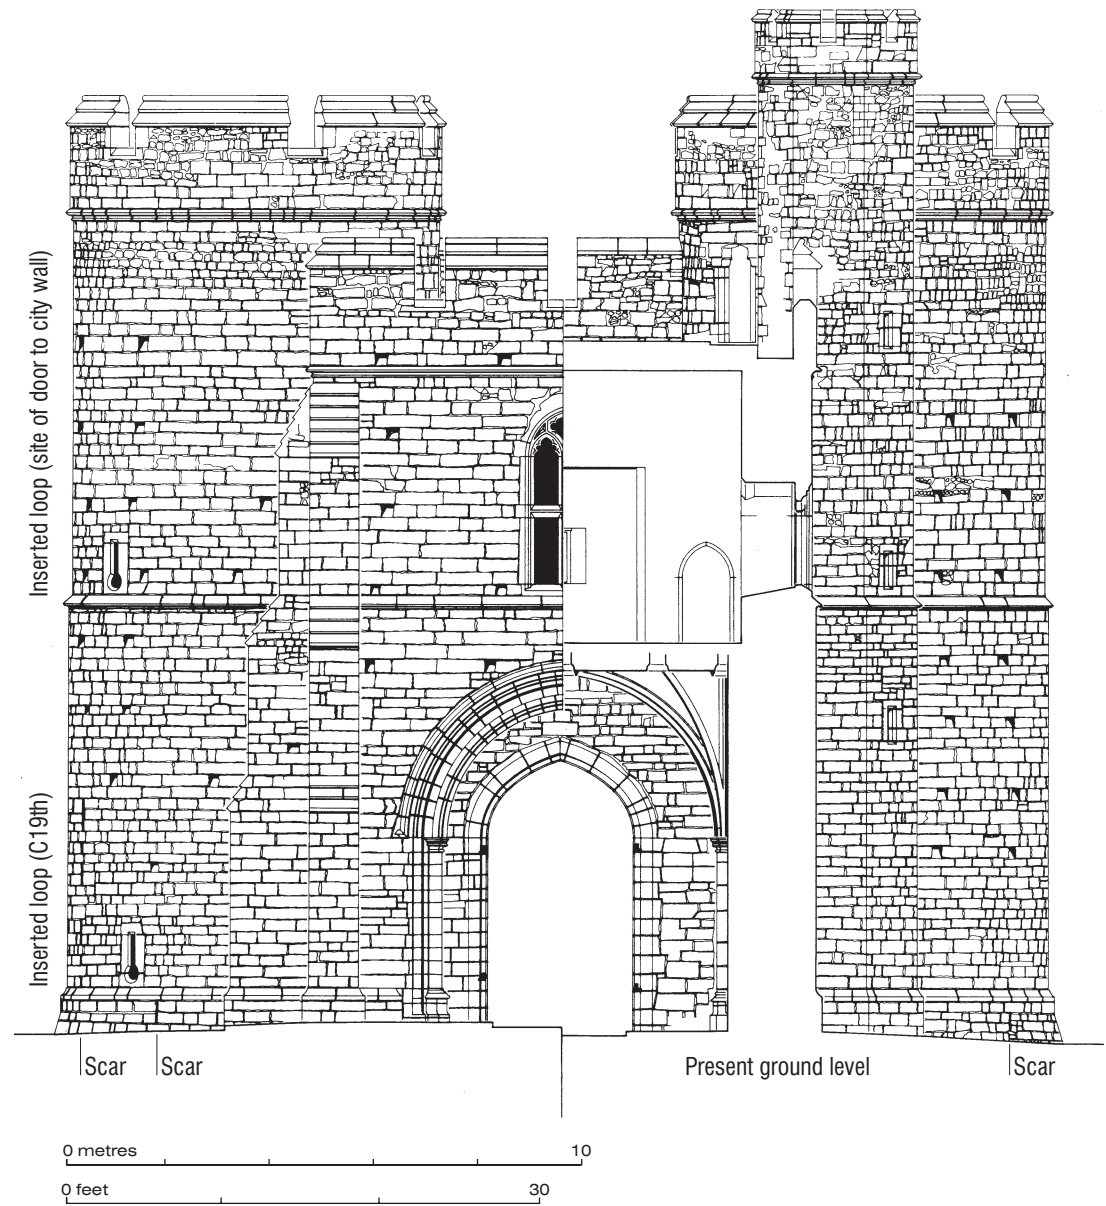 Inserted loop (site of door to city wall)
Inserted loop (C19th)
Scar
Scar
Present ground level
Scar
0 metres
10
0 feet
30